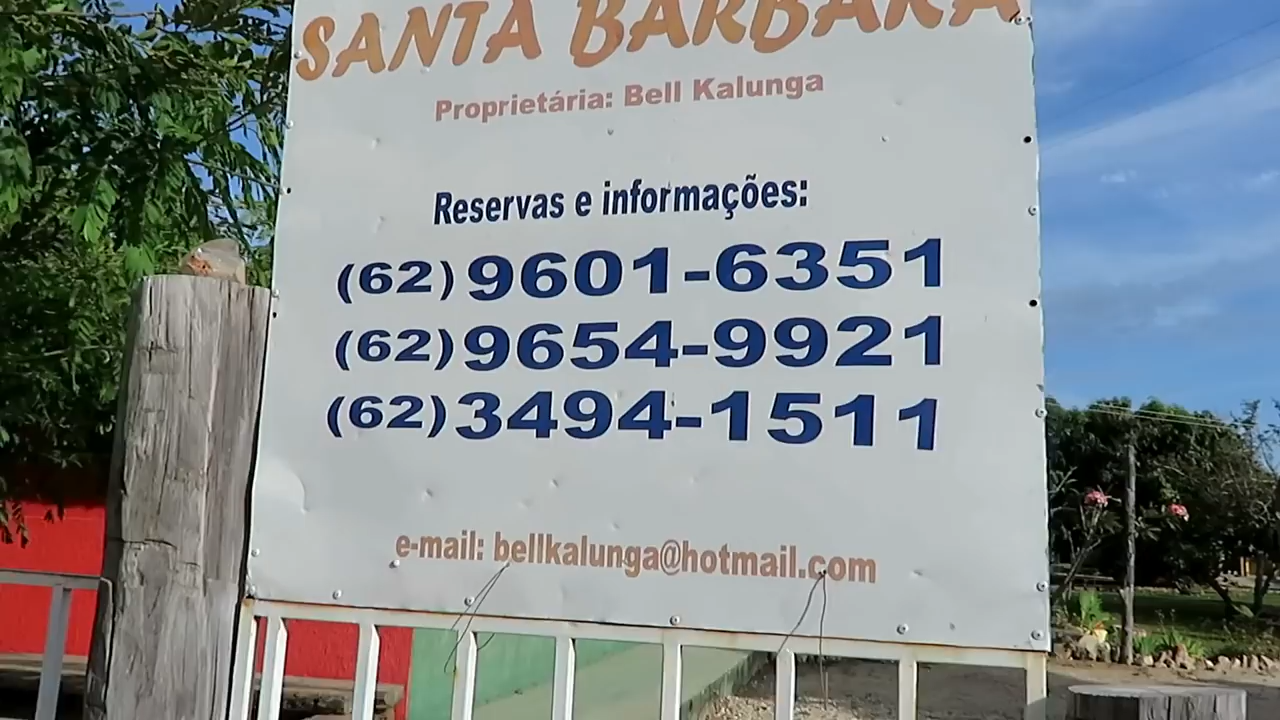 SANTA BARBARA
Proprietária: Bell Kalunga
Reservas e informações:
(62) 9601-6351
(62) 9654-9921
(62) 3494-1511
e-mail: bellkalunga@hotmail.com